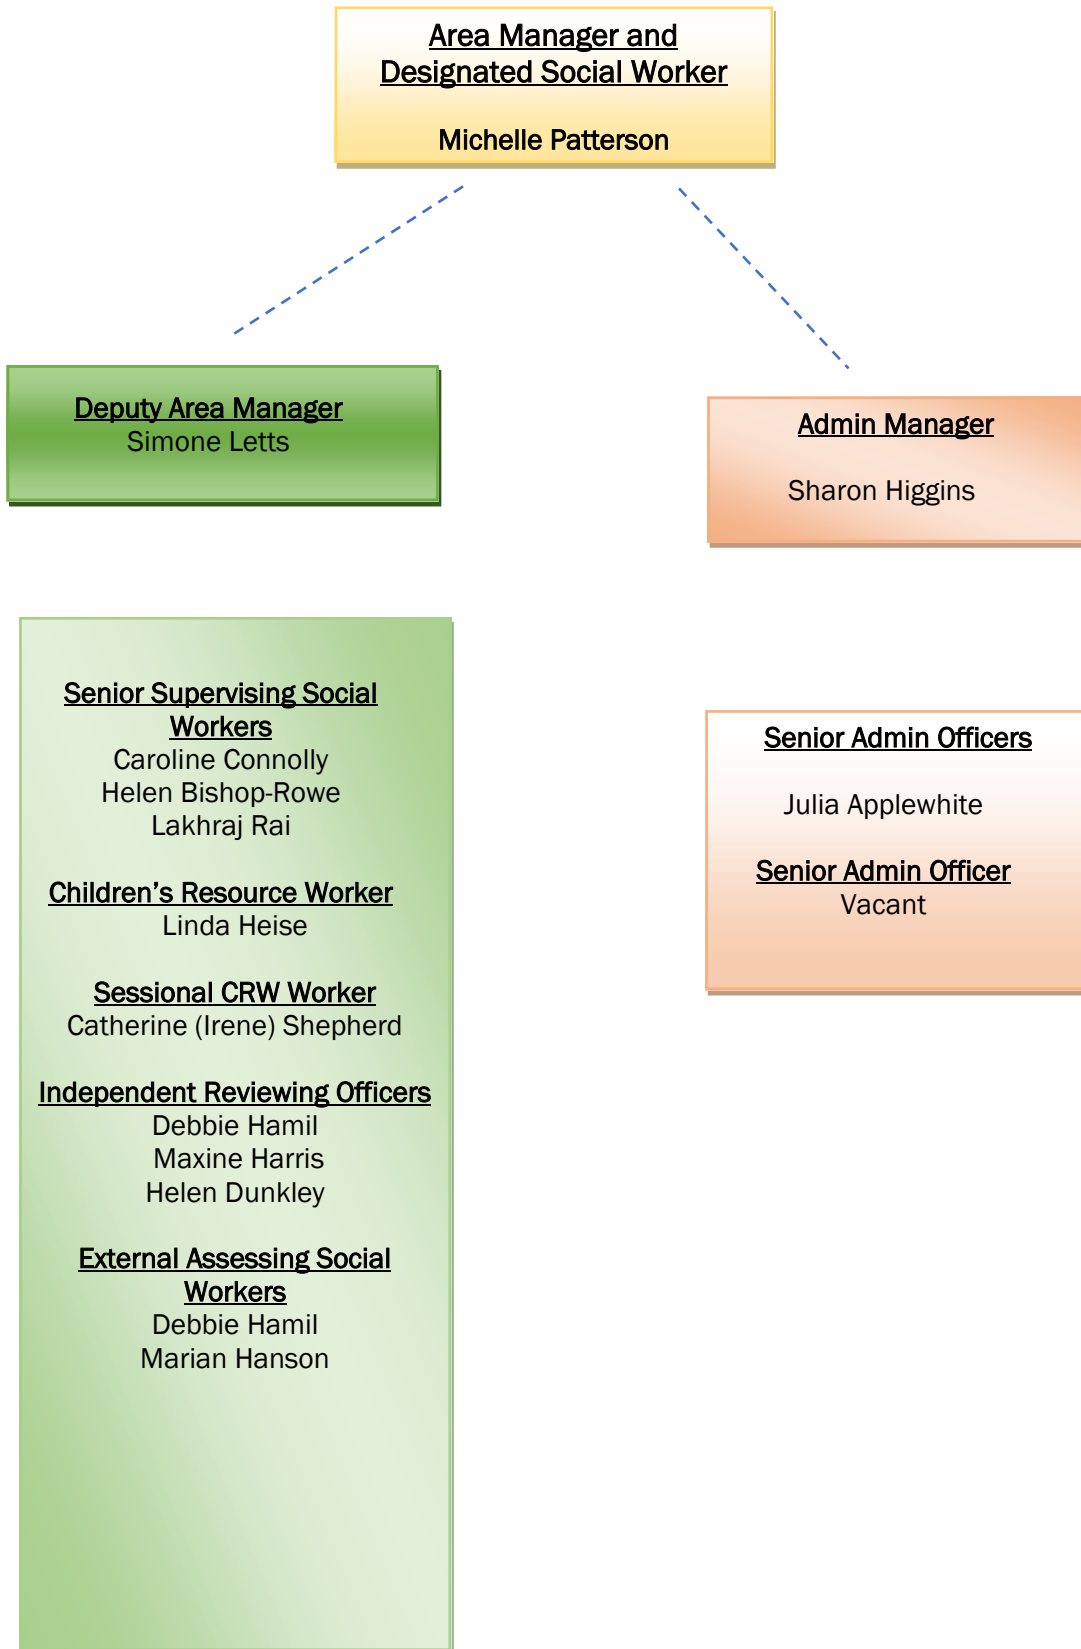 Area Manager and
Designated Social Worker
Michelle Patterson
Deputy Area Manager
Simone Letts
Admin Manager
Sharon Higgins
Senior Supervising Social
Workers
Caroline Connolly
Helen Bishop-Rowe
Lakhraj Rai
Children’s Resource Worker
Linda Heise
Sessional CRW Worker
Catherine (Irene) Shepherd
Independent Reviewing Officers
Debbie Hamil
Maxine Harris
Helen Dunkley
External Assessing Social
Workers
Debbie Hamil
Marian Hanson
Senior Admin Officers
Julia Applewhite
Senior Admin Officer
Vacant